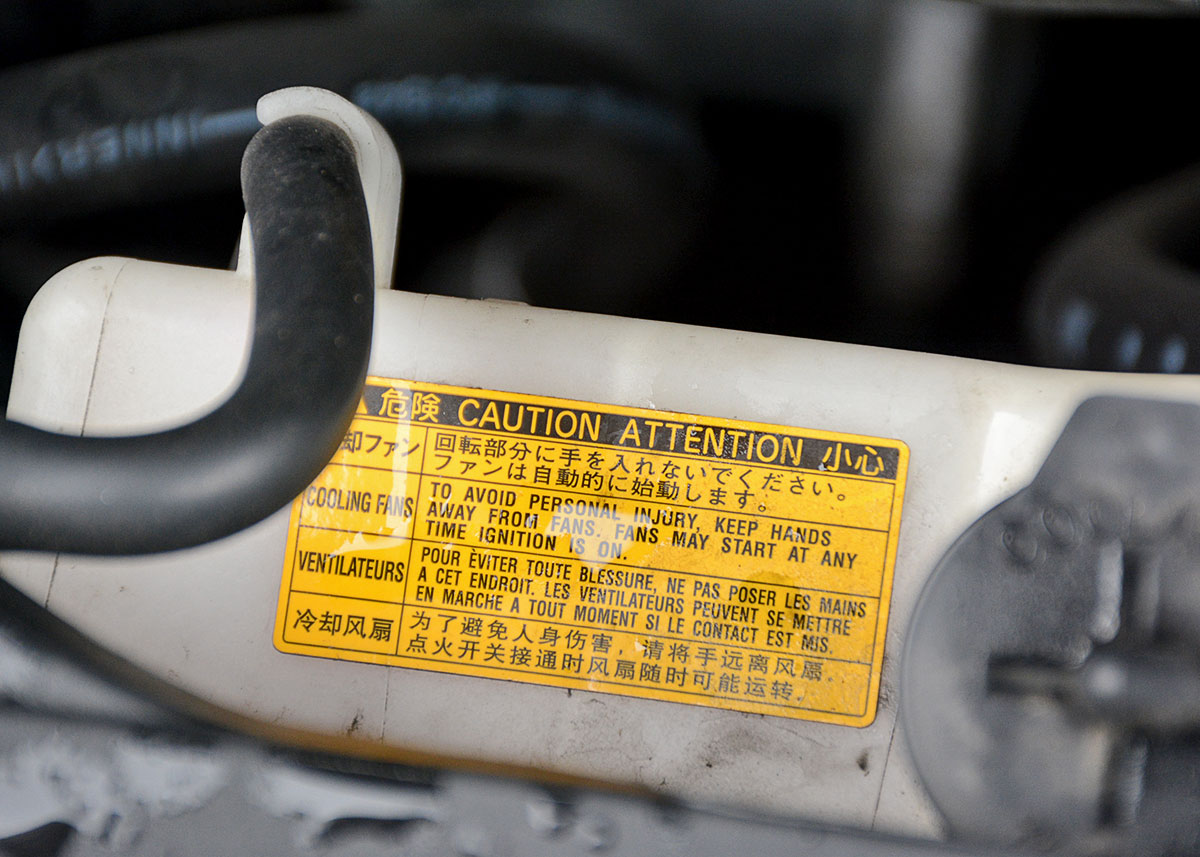 危険 CAUTION ATTENTION 小心
却ファン
回転部分に手を入れないでください。
ファンは自動的に始動します。
COOLING FANS
TO AVOID PERSONAL INJURY, KEEP HANDS
AWAY FROM FANS. FANS MAY START AT ANY
TIME IGNITION IS ON.
VENTILATEURS
POUR ÈVITER TOUTE BLESSURE, NE PAS POSER LES MAINS
A CET ENDROIT. LES VENTILATEURS PEUVENT SE METTRE
EN MARCHE A TOUT MOMENT SI LE CONTACT EST MIS.
冷却风扇
为了避免人身伤害，请将手远离风扇。
点火开关接通时风扇随时可能运转。